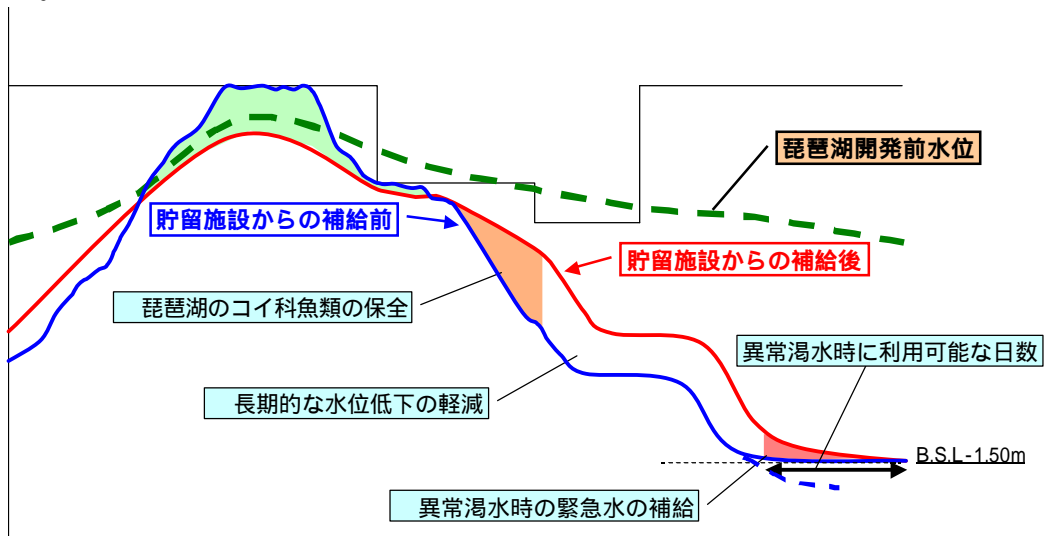 琵琶湖開発前水位
貯留施設からの補給前
貯留施設からの補給後
琵琶湖のコイ科魚類の保全
異常渇水時に利用可能な日数
長期的な水位低下の軽減
B.S.L-1.50m
異常渇水時の緊急水の補給